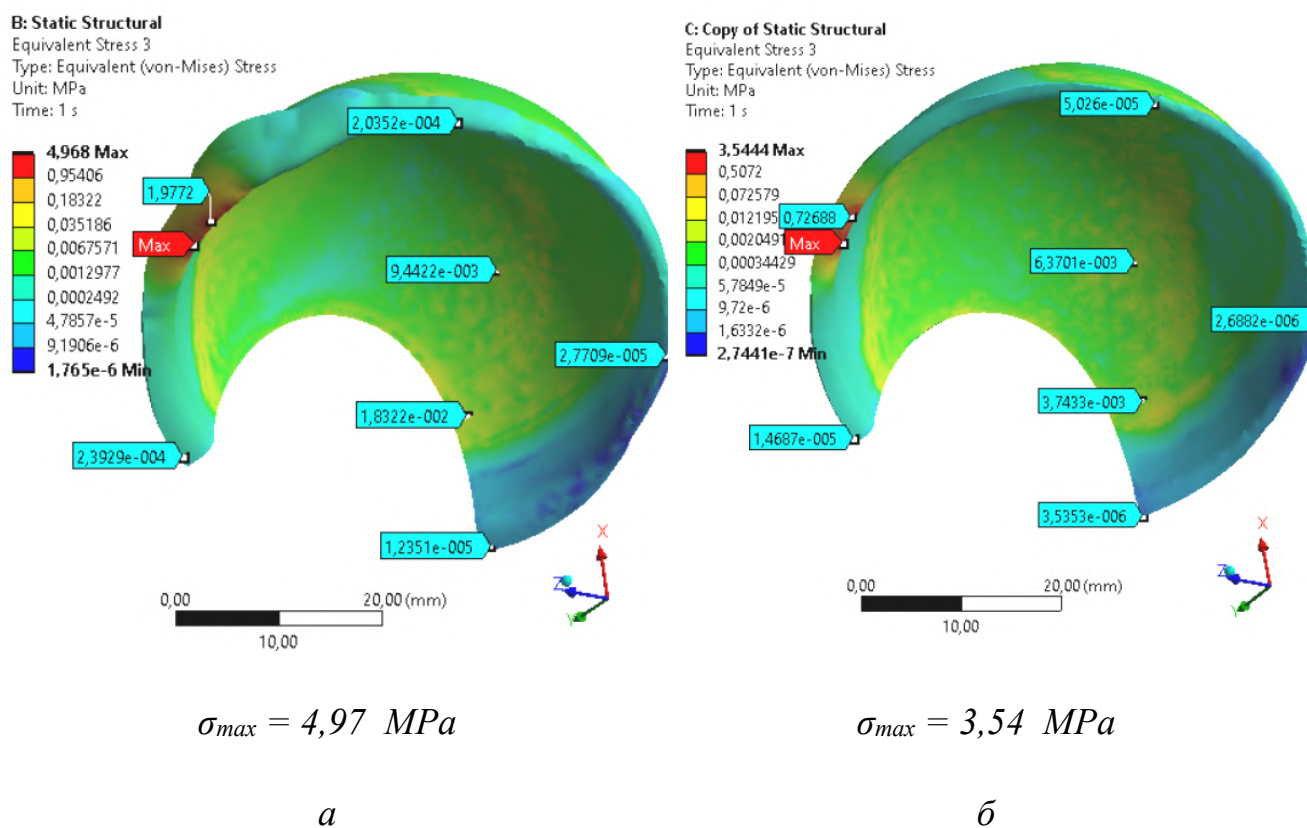 B: Static Structural
Equivalent Stress 3
Type: Equivalent (von-Mises) Stress
Unit: MPa
Time: 1 s
4,968 Max
0,95406
0,18322
0,035186
0,0067571
0,0012977
0,0002492
4,7857e-5
9,1906e-6
1,765e-6 Min
2,0352e-004
1,9772
Max
9,4422e-003
2,7709e-005
1,8322e-002
2,3929e-004
1,2351e-005
X
Z
Y
0,00
20,00 (mm)
10,00
C: Copy of Static Structural
Equivalent Stress 3
Type: Equivalent (von-Mises) Stress
Unit: MPa
Time: 1 s
3,5444 Max
0,5072
0,072579
0,012195
0,0020491
0,00034429
5,7849e-5
9,72e-6
1,6332e-6
2,7441e-7 Min
5,026e-005
0,72688
Max
6,3701e-003
2,6882e-006
3,7433e-003
1,4687e-005
3,5353e-006
X
Z
Y
0,00
20,00 (mm)
10,00
σmax = 4,97 MPa
σmax = 3,54 MPa
а
б